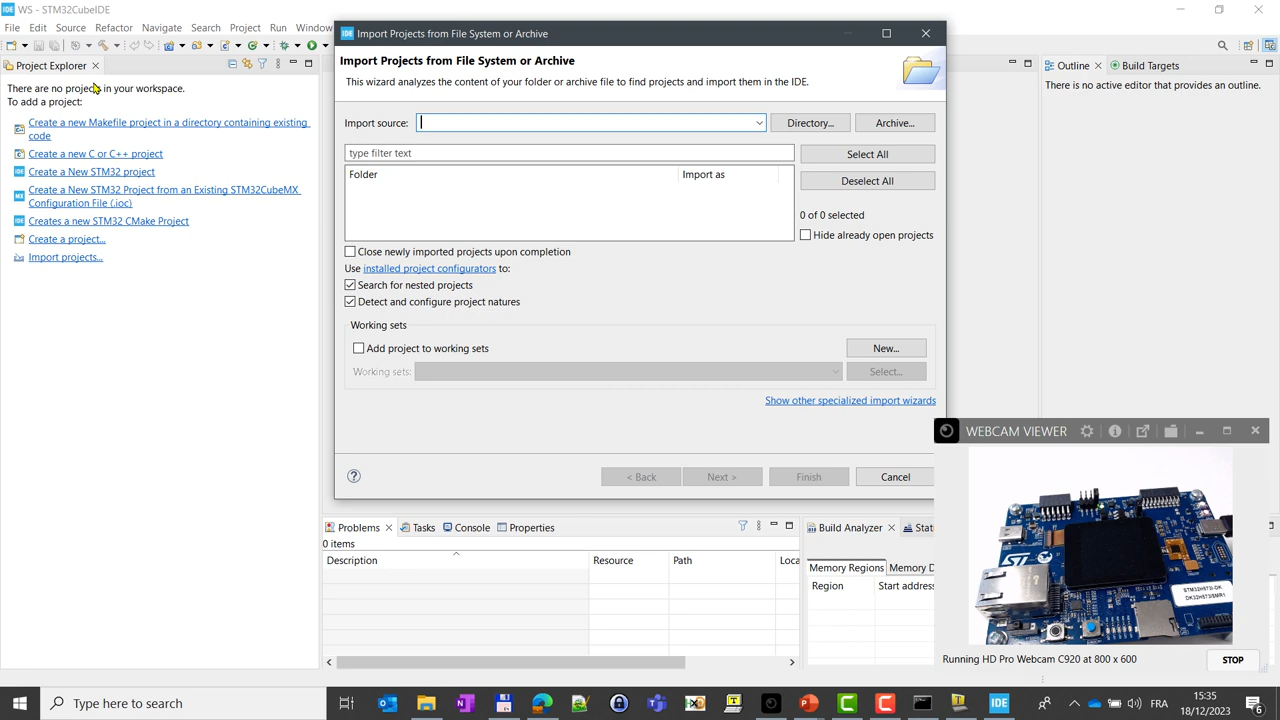 WS - STM32CubeIDE
File Edit Source Refactor Navigate Search Project Run Window
Project Explorer
There are no projects in your workspace.
To add a project:
Create a new Makefile project in a directory containing existing
code
Create a new C or C++ project
Create a New STM32 project
Create a New STM32 Project from an Existing STM32CubeMX
Configuration File (.ioc)
Creates a new STM32 CMake Project
Create a project...
Import projects...
IDE Import Projects from File System or Archive
Import Projects from File System or Archive
This wizard analyzes the content of your folder or archive file to find projects and import them in the IDE.
Import source:
Directory...
Archive...
type filter text
Select All
Folder
Import as
Deselect All
0 of 0 selected
Hide already open projects
Close newly imported projects upon completion
Use installed project configurators to:
Search for nested projects
Detect and configure project natures
Working sets
Add project to working sets
New...
Working sets:
Select...
Show other specialized import wizards
< Back
Next >
Finish
Cancel
Outline
Build Targets
There is no active editor that provides an outline.
Problems
Tasks
Console
Properties
0 items
Description
Resource
Path
Loca
Build Analyzer
Stati
Memory Regions
Memory D
Region
Start address
WEBCAM VIEWER
STM32H573I-DK
DK32H573I$MR1
Running HD Pro Webcam C920 at 800 x 600
STOP
Type here to search
IDE
FRA
15:35
18/12/2023
6